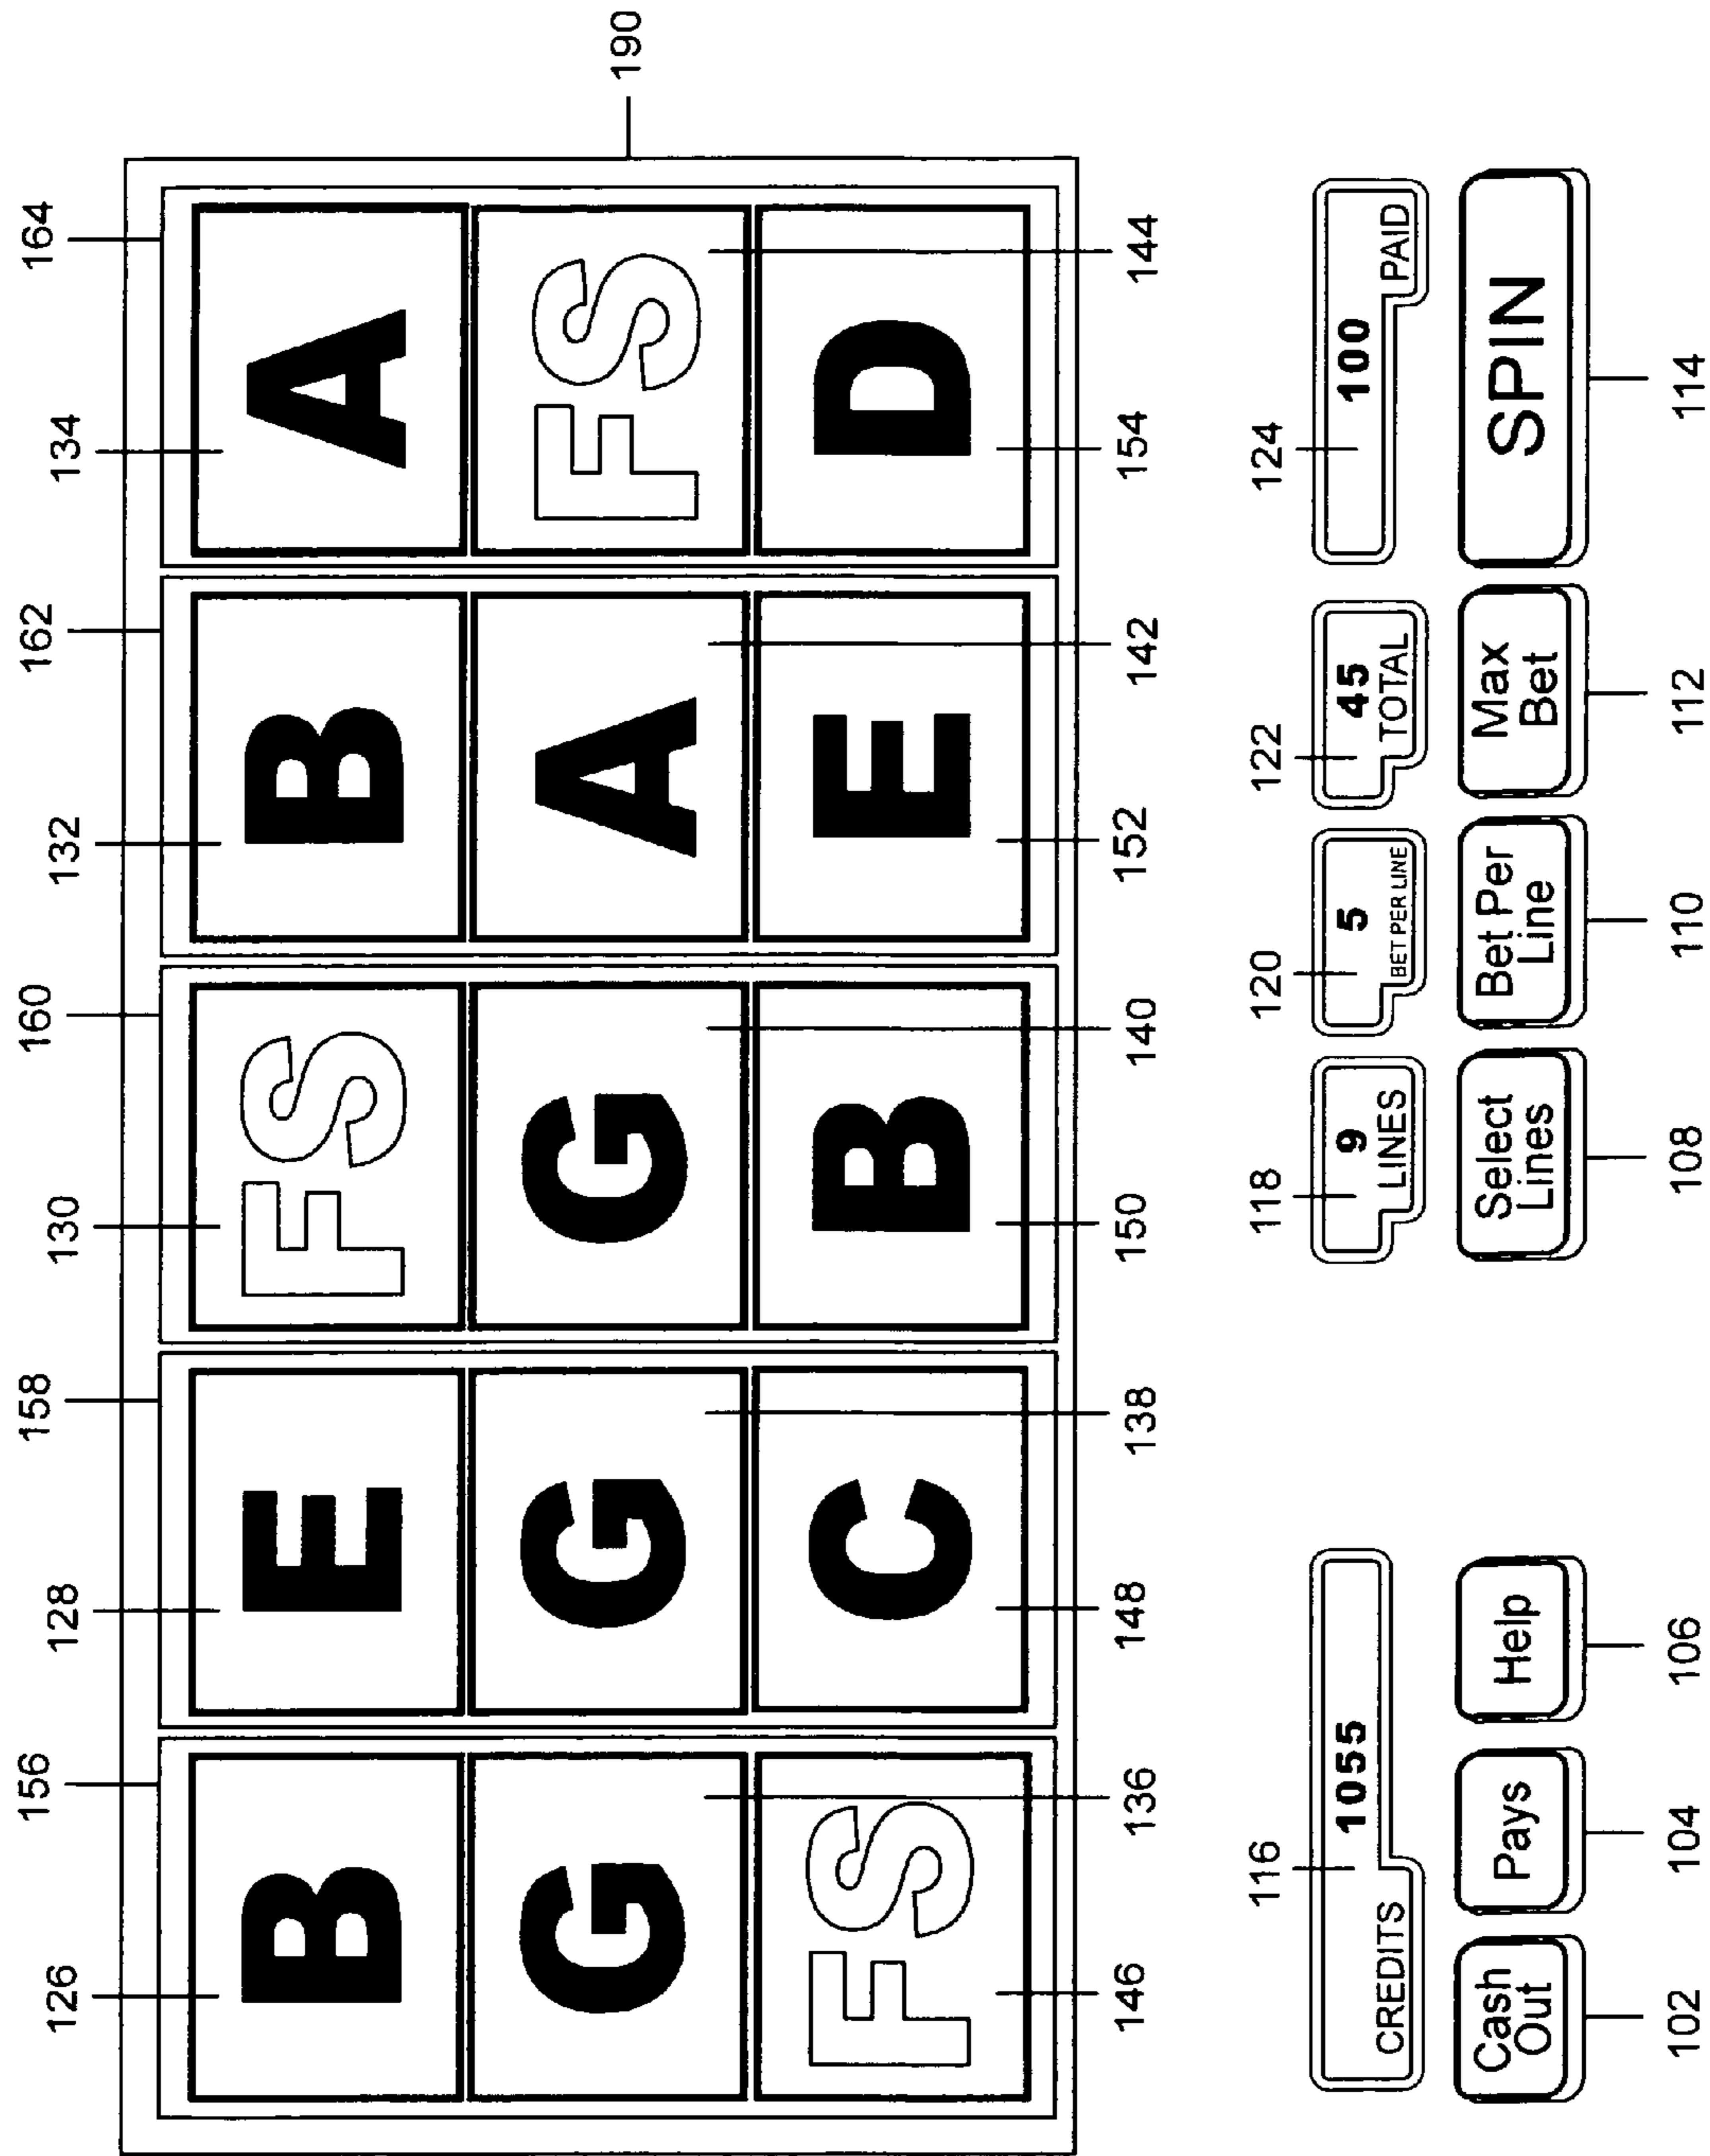 156 158 160 162 164
126 128 130 132 134
190
B E FS B A
G G G A FS
FS C B E D
146 136 148 138 150 140 152 142 154 144
116 118 120 122 124
1055 9 5 45 100
CREDITS LINES BET PER LINE TOTAL PAID
Cash Pays Help Select Bet Per Max SPIN
Out Lines Line Bet
102 104 106 108 110 112 114